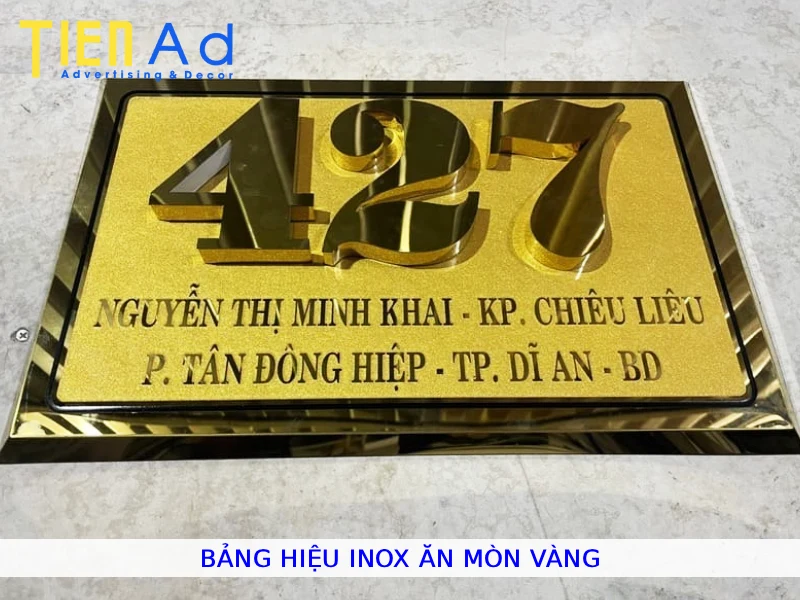 TIEN Ad
Advertising & Decor
427
NGUYỄN THỊ MINH KHAI - KP. CHIÊU LIÊU
P. TÂN ĐÔNG HIỆP - TP. DĨ AN - BD
BẢNG HIỆU INOX ĂN MÒN VÀNG